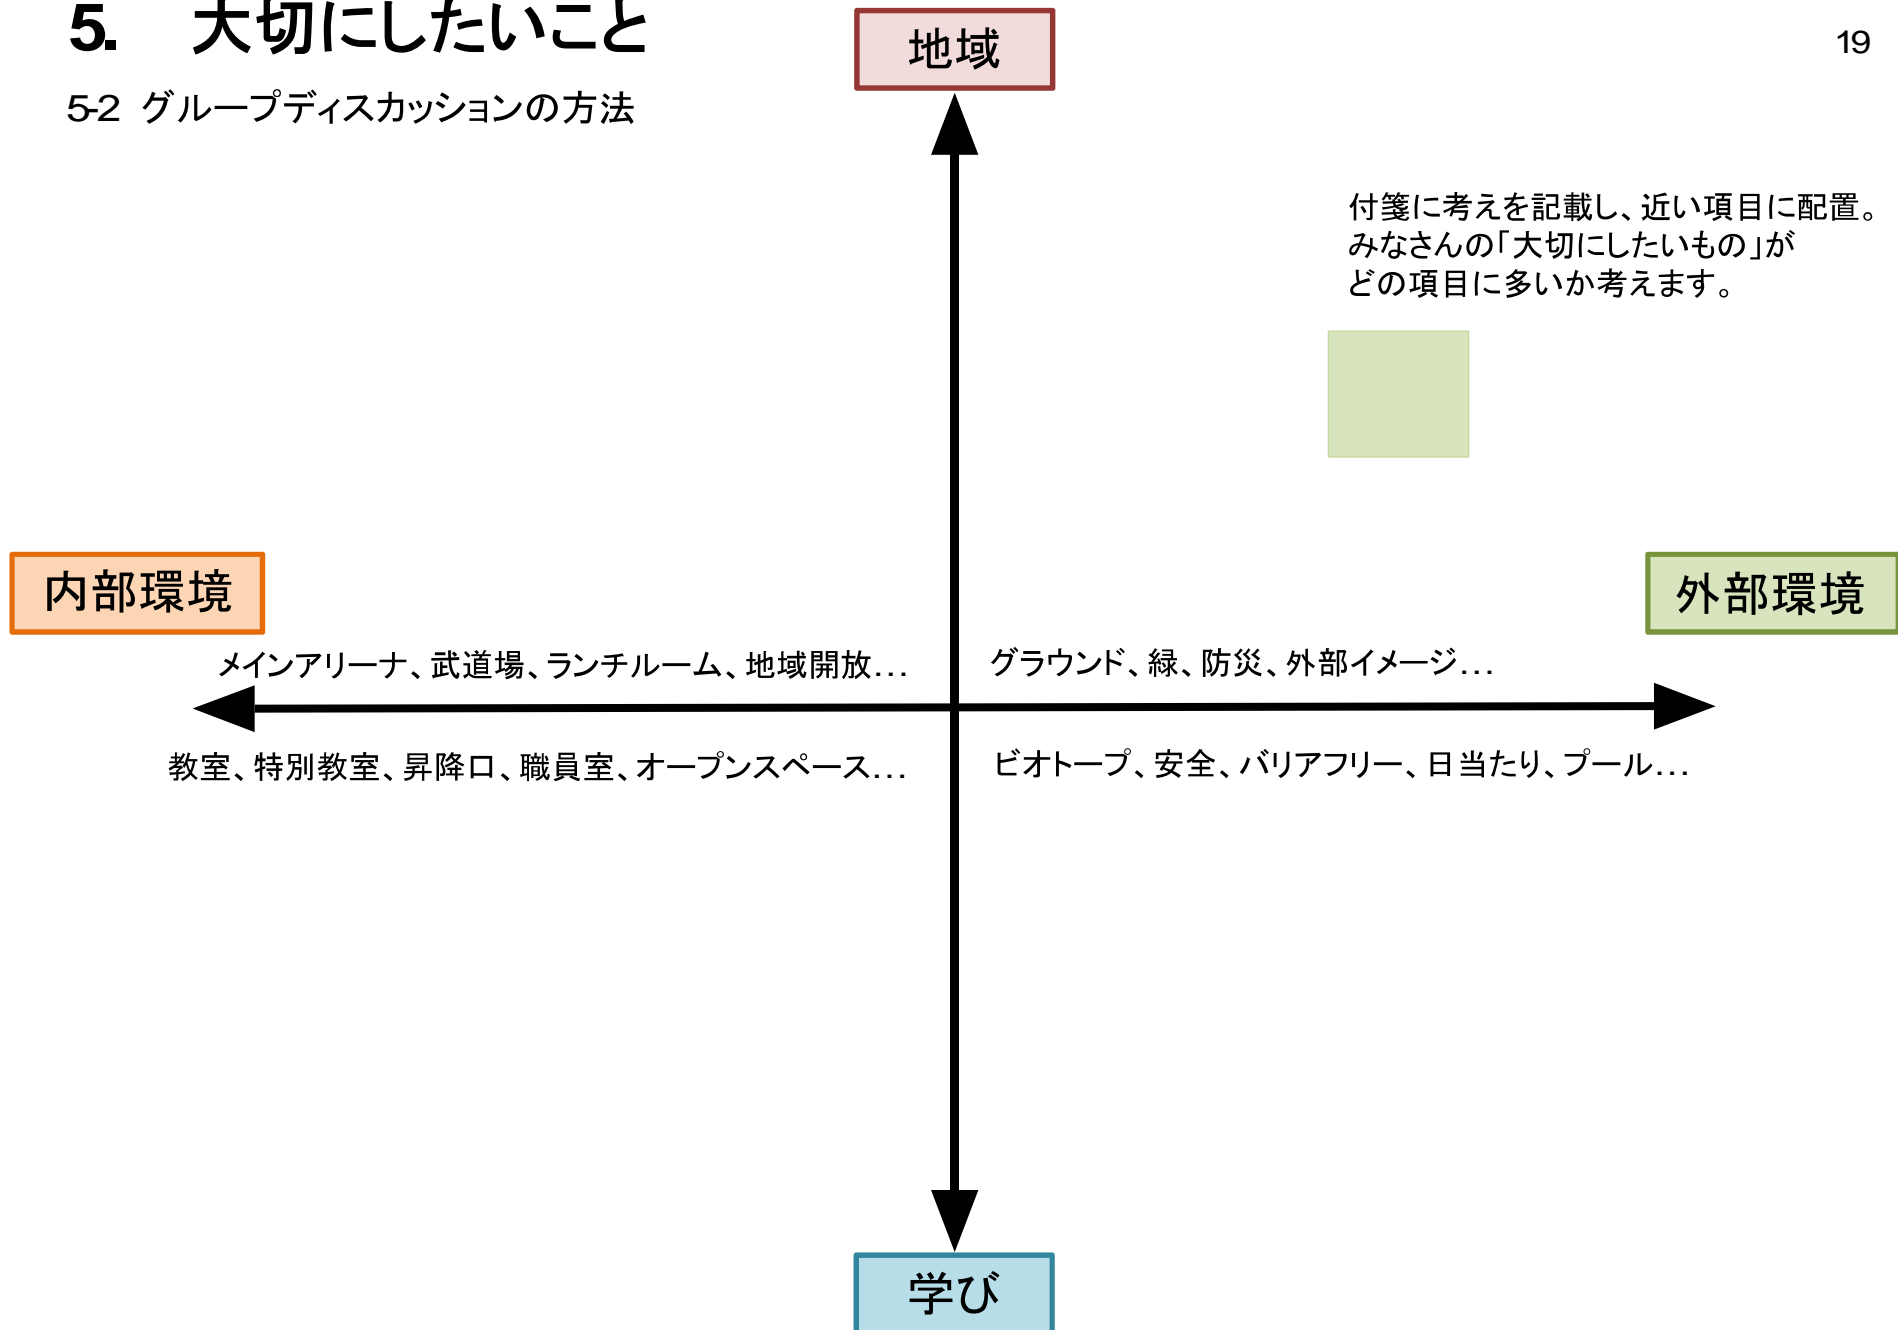 5. 大切にしたいこと
19
5-2 グループディスカッションの方法
地域
付箋に考えを記載し、近い項目に配置。
みなさんの「大切にしたいもの」が
どの項目に多いか考えます。
内部環境
外部環境
メインアリーナ、武道場、ランチルーム、地域開放…
グラウンド、緑、防災、外部イメージ…
教室、特別教室、昇降口、職員室、オープンスペース…
ビオトープ、安全、バリアフリー、日当たり、プール…
学び